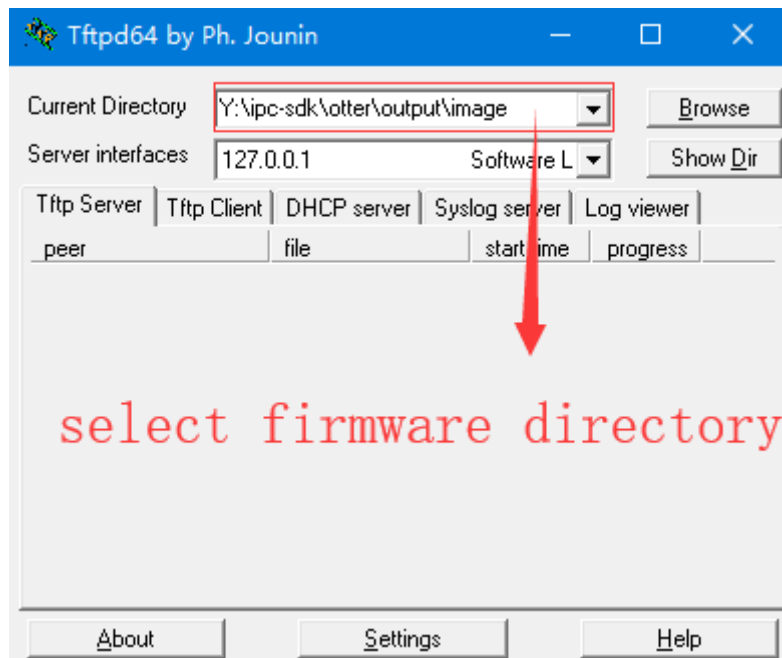 Tftpd64 by Ph. Jounin
Current Directory Y:\ipc-sdk\otter\output\image Browse
Server interfaces 127.0.0.1 Software L Show Dir
Tftp Server Tftp Client DHCP server Syslog server Log viewer
peer file start time progress
select firmware directory
About Settings Help